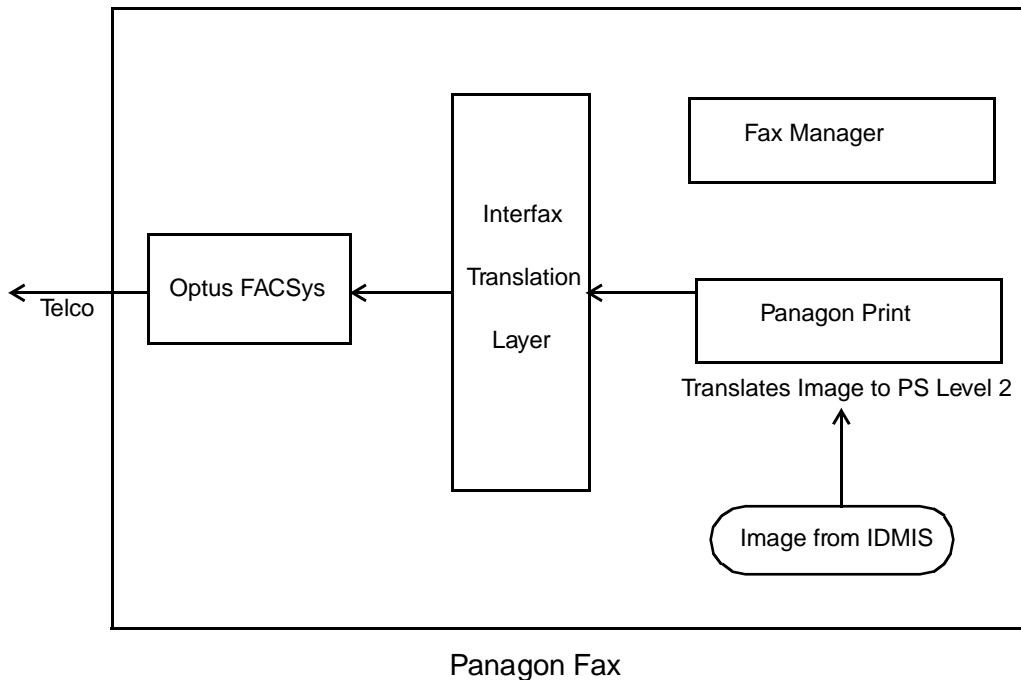 Fax Manager
Interfax
Translation
Layer
Optus FACSys
Telco
Panagon Print
Translates Image to PS Level 2
Image from IDMIS
Panagon Fax